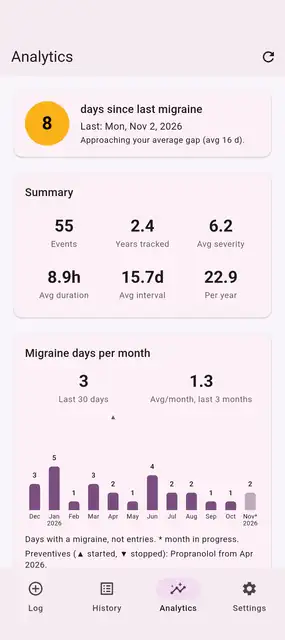 Analytics
8
days since last migraine
Last: Mon, Nov 2, 2026
Approaching your average gap (avg 16 d).
Summary
55 2.4 6.2
Events Years tracked Avg severity
8.9h 15.7d 22.9
Avg duration Avg interval Per year
Migraine days per month
3 1.3
Last 30 days Avg/month, last 3 months
▲
3 5 1 3 2 1 4 2 2 1 1 2
Dec Jan Feb Mar Apr May Jun Jul Aug Sep Oct Nov*
2026 2026
Days with a migraine, not entries. * month in progress.
Preventives (▲ started, ▼ stopped): Propranolol from Apr
2026.
Log History Analytics Settings